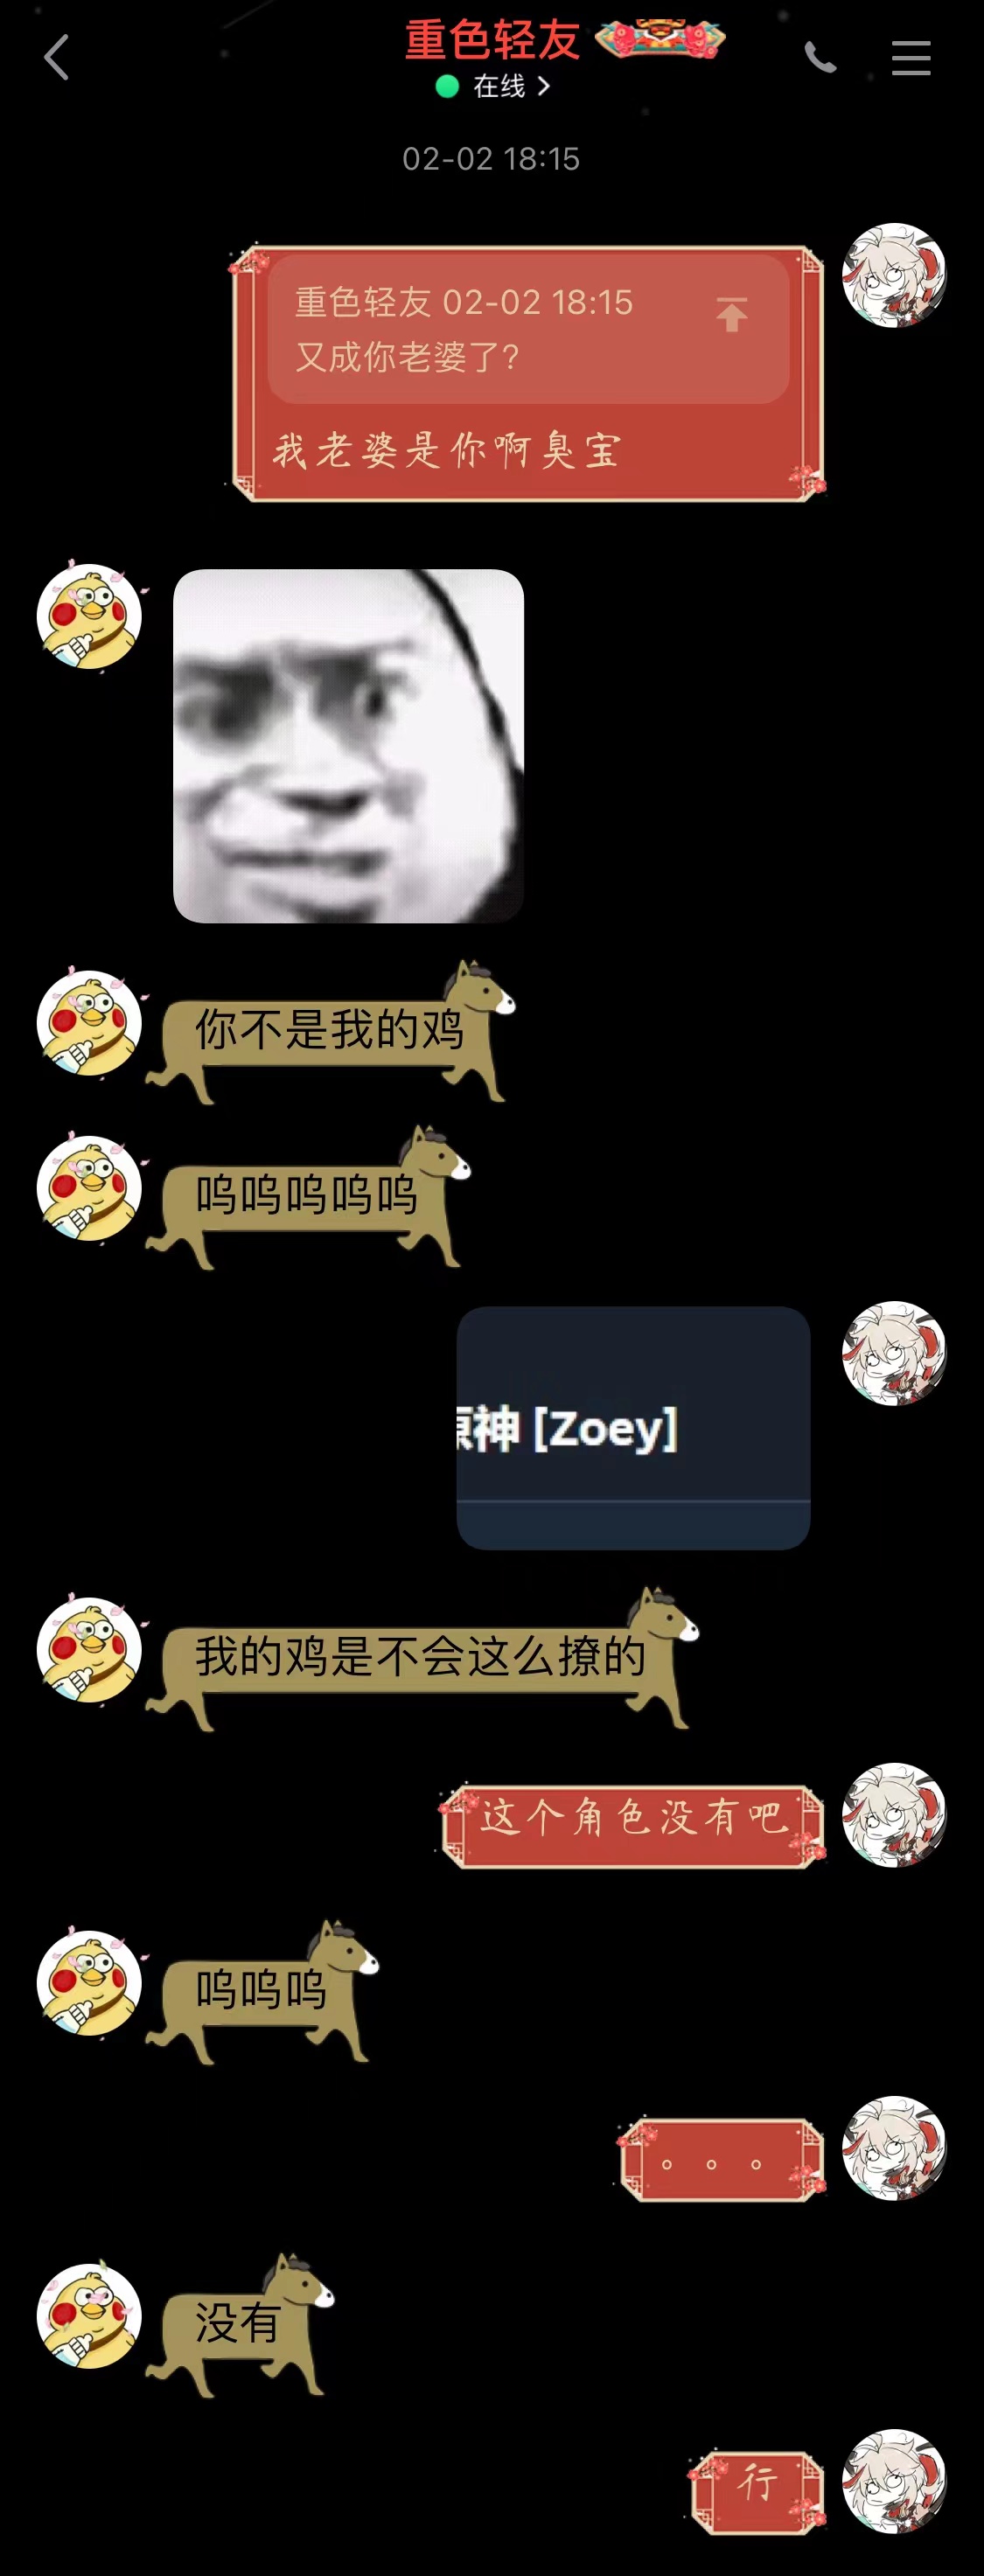 重色轻友
在线
02-02 18:15
重色轻友 02-02 18:15
又成你老婆了?
我老婆是你啊臭宝
你不是我的鸡
呜呜呜呜呜
原神 [Zoey]
我的鸡是不会这么撩的
这个角色没有吧
呜呜呜
。。。
没有
行